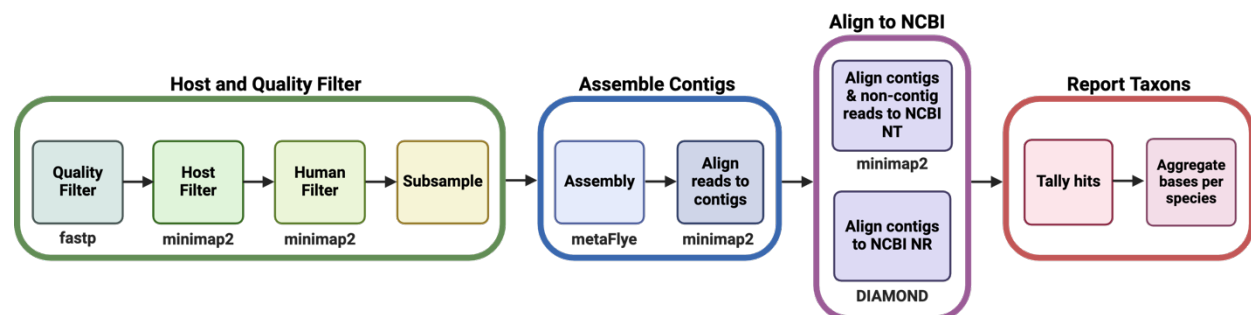 Host and Quality Filter
Quality
Filter
fastp
Host
Filter
minimap2
Human
Filter
minimap2
Subsample
Assemble Contigs
Assembly
metaFlye
Align
reads to
contigs
minimap2
Align to NCBI
Align contigs
& non-contig
reads to NCBI
NT
minimap2
Align contigs
to NCBI NR
DIAMOND
Report Taxons
Tally hits
Aggregate
bases per
species